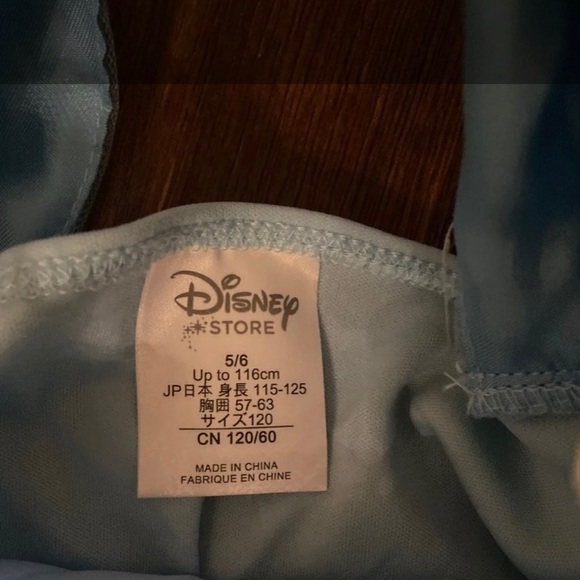 Disney
STORE
5/6
Up to 116cm
JP日本 身長 115-125
胸囲 57-63
サイズ120
CN 120/60
MADE IN CHINA
FABRIQUE EN CHINE